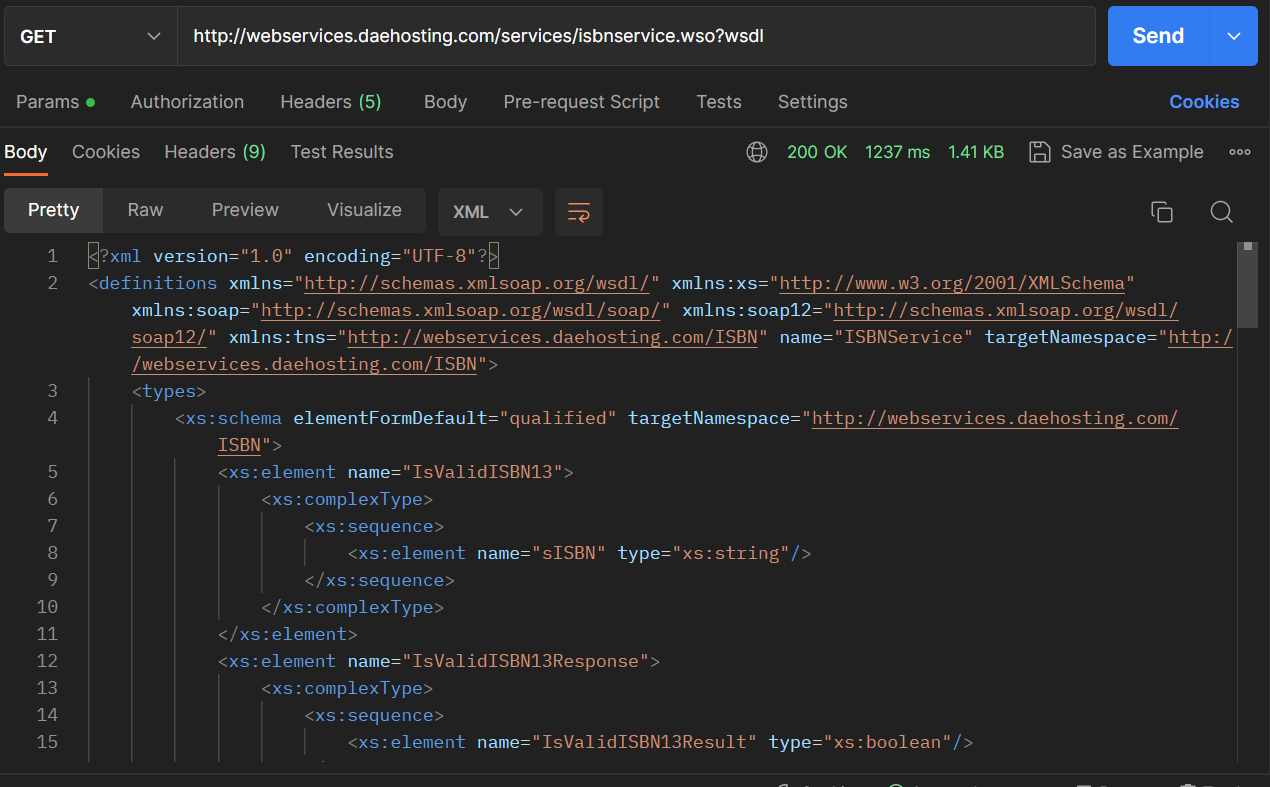 GET http://webservices.daehosting.com/services/isbnservice.wso?wsdl Send
Params Authorization Headers (5) Body Pre-request Script Tests Settings Cookies
Body Cookies Headers (9) Test Results 200 OK 1237 ms 1.41 KB Save as Example
Pretty Raw Preview Visualize XML
1 <?xml version="1.0" encoding="UTF-8"?>
2 <definitions xmlns="http://schemas.xmlsoap.org/wsdl/" xmlns:xs="http://www.w3.org/2001/XMLSchema"
xmlns:soap="http://schemas.xmlsoap.org/wsdl/soap/" xmlns:soap12="http://schemas.xmlsoap.org/wsdl/
soap12/" xmlns:tns="http://webservices.daehosting.com/ISBN" name="ISBNService" targetNamespace="http:/
/webservices.daehosting.com/ISBN">
3 <types>
4 <xs:schema elementFormDefault="qualified" targetNamespace="http://webservices.daehosting.com/
ISBN">
5 <xs:element name="IsValidISBN13">
6 <xs:complexType>
7 <xs:sequence>
8 <xs:element name="sISBN" type="xs:string"/>
9 </xs:sequence>
10 </xs:complexType>
11 </xs:element>
12 <xs:element name="IsValidISBN13Response">
13 <xs:complexType>
14 <xs:sequence>
15 <xs:element name="IsValidISBN13Result" type="xs:boolean"/>